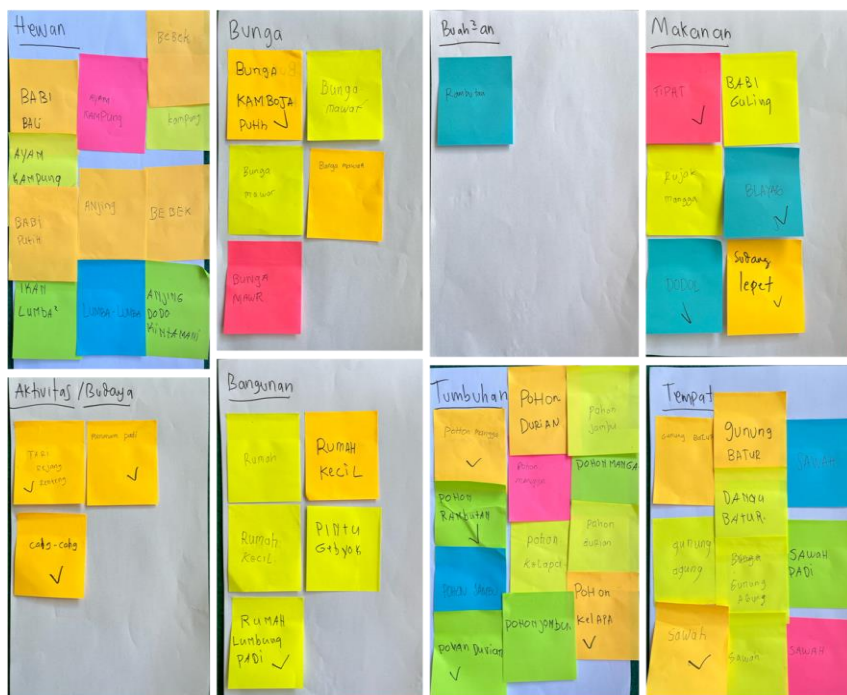 Hewan
Bebek
BABI
BALI
AYAM
KAMPUNG
kampung
AYAM
KAMPUNG
BABI
PUTIH
Anjing
BEBEK
IKAN
LUMBA²
LUMBA-LUMBA
ANJING
DODO
KINTAMANI
Bunga
BUNGA
KAMBOJA
PUTIH
Bunga
mawar
Bunga
mawar
Bunga mawar
BUNGA
MAWR
Buah²an
Rambutan
Makanan
TIPAT
BABI
GULING
Rujak
mangga
BLAYAG
DODOL
Sudang
lepet
Aktivitas/Budaya
TARI
Menanam padi
cang-cang
Bangunan
Rumah
RUMAH
KECIL
Rumah
KECIL
PINTU
Gebyok
RUMAH
LUMBUNG
PADI
Tumbuhan
POHON
DURIAN
Pohon
jambu
Pohon
mangga
POHON MANGA
POHON
RAMBUTAN
pohon
kelapa
Pohon
durian
POHON
KELAPA
pohon Durian
pohon jambu
Tempat
Gunung Batur
gunung
BATUR
SAWAH
DANAU
BATUR.
gunung
agung
Gunung
agung
SAWAH
PADI
Sawah
Sawah
SAWAH